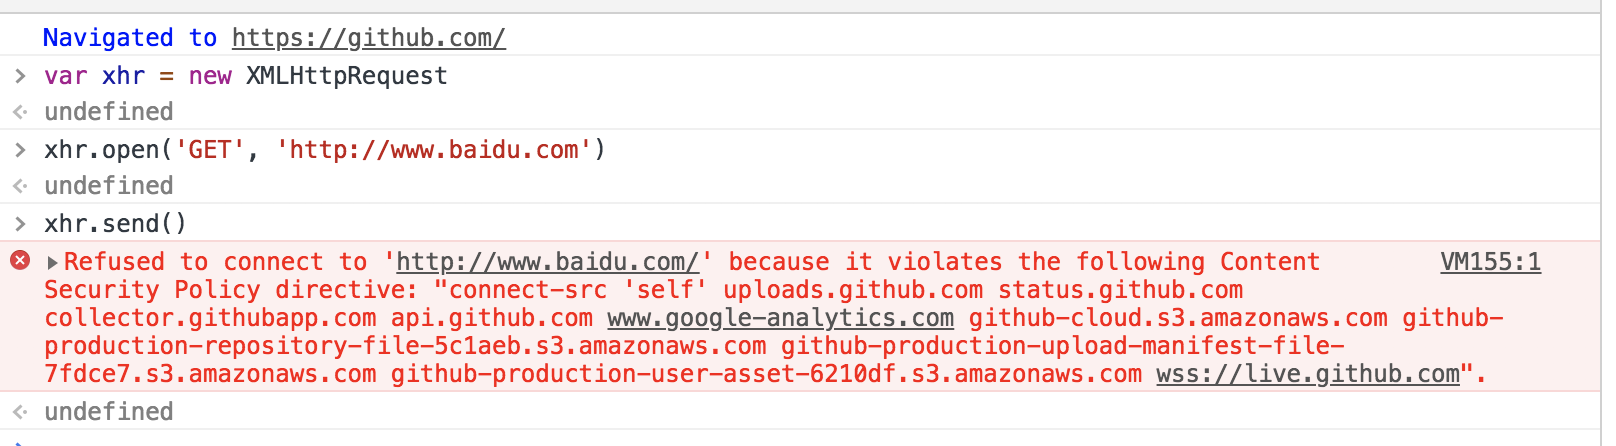 Navigated to https://github.com/
> var xhr = new XMLHttpRequest
undefined
> xhr.open('GET', 'http://www.baidu.com')
undefined
> xhr.send()
Refused to connect to 'http://www.baidu.com/' because it violates the following Content VM155:1
Security Policy directive: "connect-src 'self' uploads.github.com status.github.com
collector.githubapp.com api.github.com www.google-analytics.com github-cloud.s3.amazonaws.com github-
production-repository-file-5c1aeb.s3.amazonaws.com github-production-upload-manifest-file-
7fdce7.s3.amazonaws.com github-production-user-asset-6210df.s3.amazonaws.com wss://live.github.com".
undefined